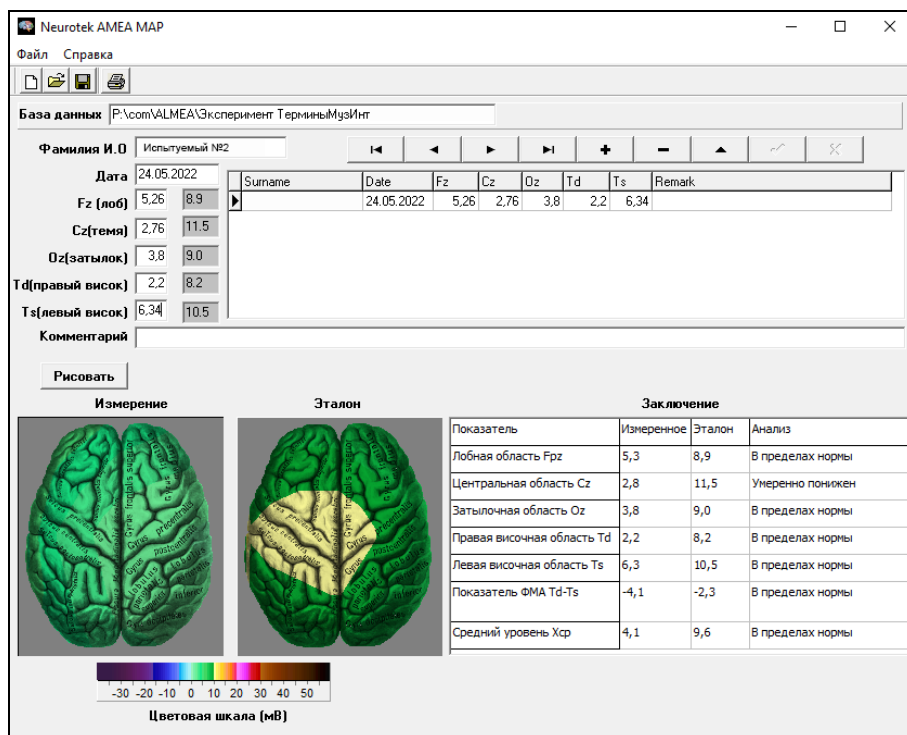 Neurotek AMEA MAP
Файл Справка
База данных P:\com\ALMEA\Эксперимент ТерминыМузИнт
Фамилия И.О Испытуемый №2
Дата 24.05.2022
Fz (лоб) 5,26 8.9
Cz(темя) 2,76 11.5
Oz(затылок) 3,8 9.0
Td(правый висок) 2,2 8.2
Ts(левый висок) 6,34 10.5
Surname Date Fz Cz Oz Td Ts Remark
24.05.2022 5,26 2,76 3,8 2,2 6,34
Комментарий
Рисовать
Измерение Эталон Заключение
Показатель Измеренное Эталон Анализ
Лобная область Fpz 5,3 8,9 В пределах нормы
Центральная область Cz 2,8 11,5 Умеренно понижен
Затылочная область Oz 3,8 9,0 В пределах нормы
Правая височная область Td 2,2 8,2 В пределах нормы
Левая височная область Ts 6,3 10,5 В пределах нормы
Показатель ФМА Td-Ts -4,1 -2,3 В пределах нормы
Средний уровень Xср 4,1 9,6 В пределах нормы
-30 -20 -10 0 10 20 30 40 50
Цветовая шкала (мВ)